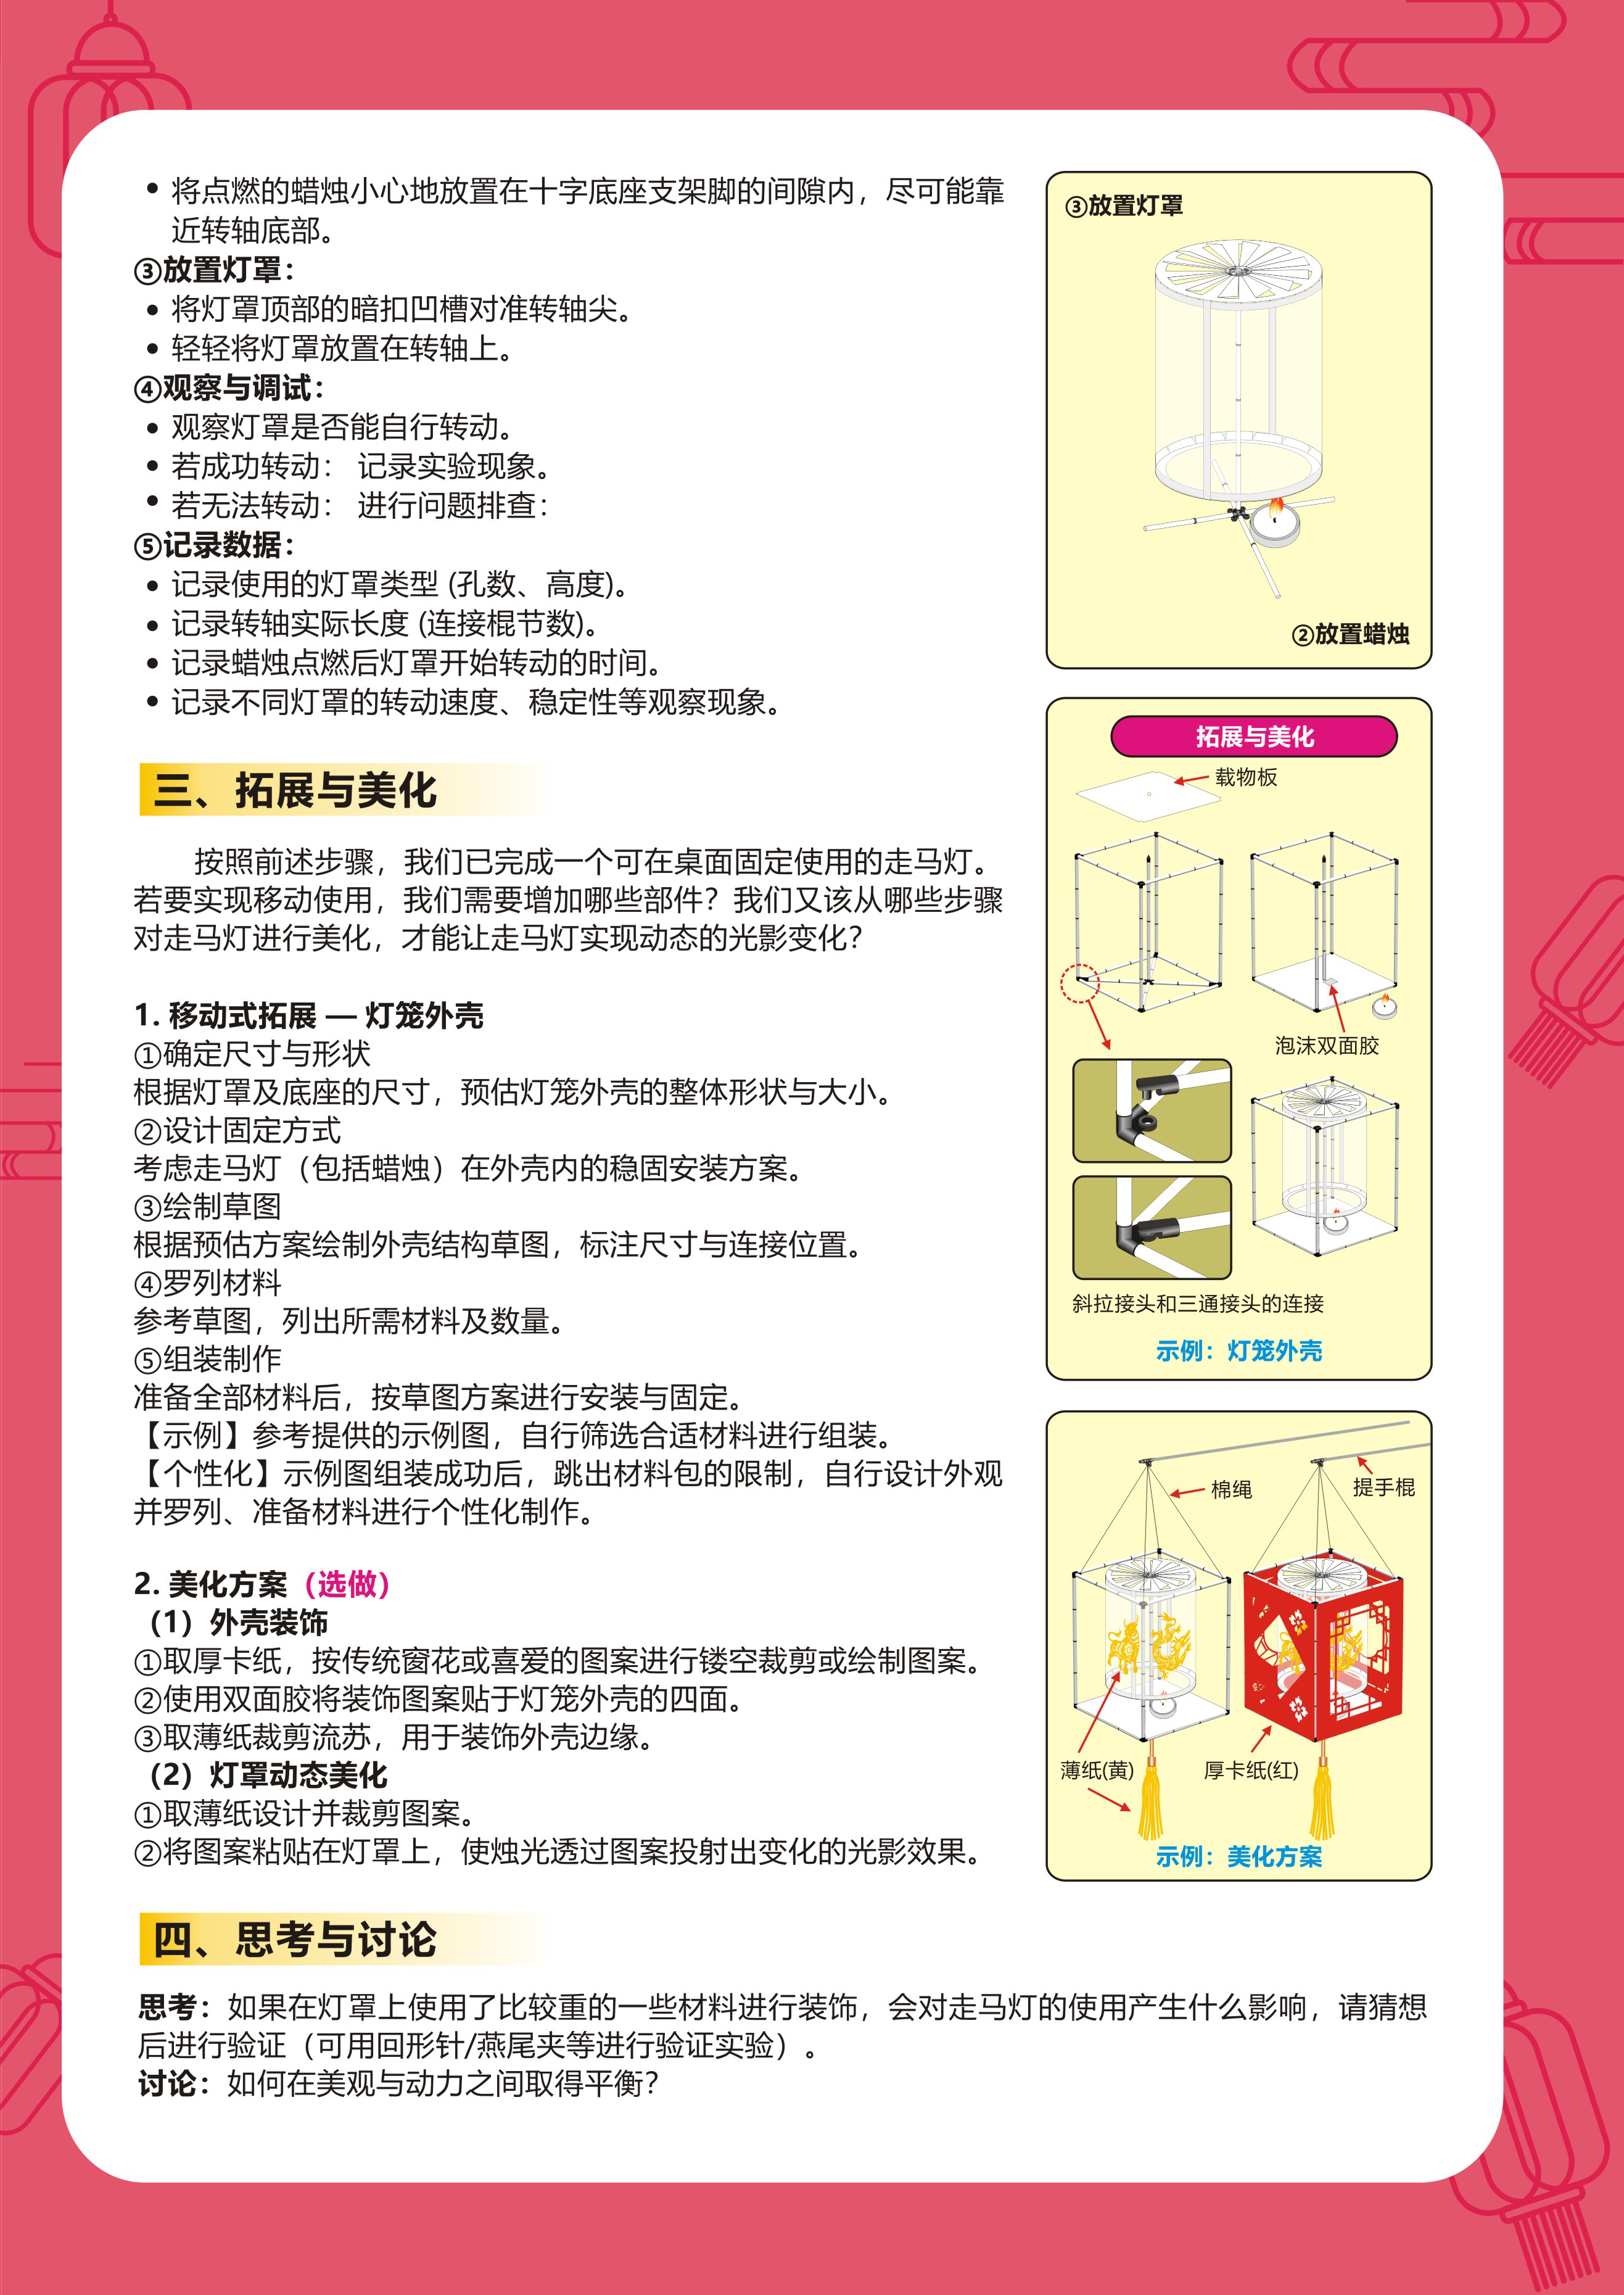 将点燃的蜡烛小心地放置在十字底座支架脚的间隙内，尽可能靠
近转轴底部。
③放置灯罩：
将灯罩顶部的暗扣凹槽对准转轴尖。
轻轻将灯罩放置在转轴上。
④观察与调试：
观察灯罩是否能自行转动。
若成功转动： 记录实验现象。
若无法转动： 进行问题排查：
⑤记录数据：
记录使用的灯罩类型 (孔数、高度)。
记录转轴实际长度 (连接棍节数)。
记录蜡烛点燃后灯罩开始转动的时间。
记录不同灯罩的转动速度、稳定性等观察现象。
③放置灯罩
②放置蜡烛
三、拓展与美化
按照前述步骤，我们已完成一个可在桌面固定使用的走马灯。
若要实现移动使用，我们需要增加哪些部件？我们又该从哪些步骤
对走马灯进行美化，才能让走马灯实现动态的光影变化？
1. 移动式拓展 — 灯笼外壳
①确定尺寸与形状
根据灯罩及底座的尺寸，预估灯笼外壳的整体形状与大小。
②设计固定方式
考虑走马灯（包括蜡烛）在外壳内的稳固安装方案。
③绘制草图
根据预估方案绘制外壳结构草图，标注尺寸与连接位置。
④罗列材料
参考草图，列出所需材料及数量。
⑤组装制作
准备全部材料后，按草图方案进行安装与固定。
【示例】参考提供的示例图，自行筛选合适材料进行组装。
【个性化】示例图组装成功后，跳出材料包的限制，自行设计外观
并罗列、准备材料进行个性化制作。
2. 美化方案（选做）
（1）外壳装饰
①取厚卡纸，按传统窗花或喜爱的图案进行镂空裁剪或绘制图案。
②使用双面胶将装饰图案贴于灯笼外壳的四面。
③取薄纸裁剪流苏，用于装饰外壳边缘。
（2）灯罩动态美化
①取薄纸设计并裁剪图案。
②将图案粘贴在灯罩上，使烛光透过图案投射出变化的光影效果。
拓展与美化
载物板
泡沫双面胶
斜拉接头和三通接头的连接
示例：灯笼外壳
棉绳
提手棍
薄纸(黄)
厚卡纸(红)
示例：美化方案
四、思考与讨论
思考：如果在灯罩上使用了比较重的一些材料进行装饰，会对走马灯的使用产生什么影响，请猜想
后进行验证（可用回形针/燕尾夹等进行验证实验）。
讨论：如何在美观与动力之间取得平衡？